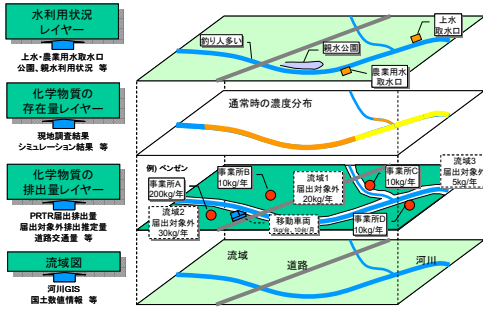 水利用状況
レイヤー
上水・農業用水取水口
公園、親水利用状況 等
釣り人多い
親水公園
上水
取水口
農業用水
取水口
化学物質の
存在量レイヤー
現地調査結果
シミュレーション結果 等
通常時の濃度分布
化学物質の
排出量レイヤー
PRTR届出排出量
届出対象外排出推定量
道路交通量 等
例) ベンゼン
事業所A
200kg/年
事業所B
10kg/年
流域1
届出対象外
20kg/年
事業所C
10kg/年
流域3
届出対象外
5kg/年
流域2
届出対象外
30kg/年
移動車両
1kg/台、10台/月
事業所D
10kg/年
流域図
河川GIS
国土数値情報 等
流域
道路
河川